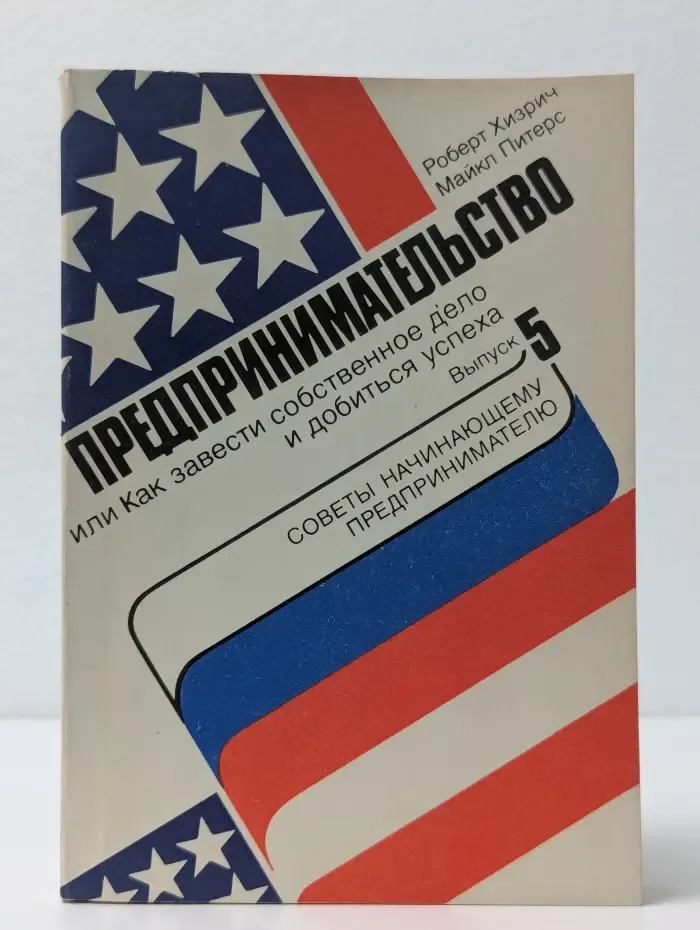 Роберт Хизрич
Майкл Питерс
ПРЕДПРИНИМАТЕЛЬСТВО
или Как завести собственное дело
и добиться успеха
Выпуск 5
СОВЕТЫ НАЧИНАЮЩЕМУ
ПРЕДПРИНИМАТЕЛЮ